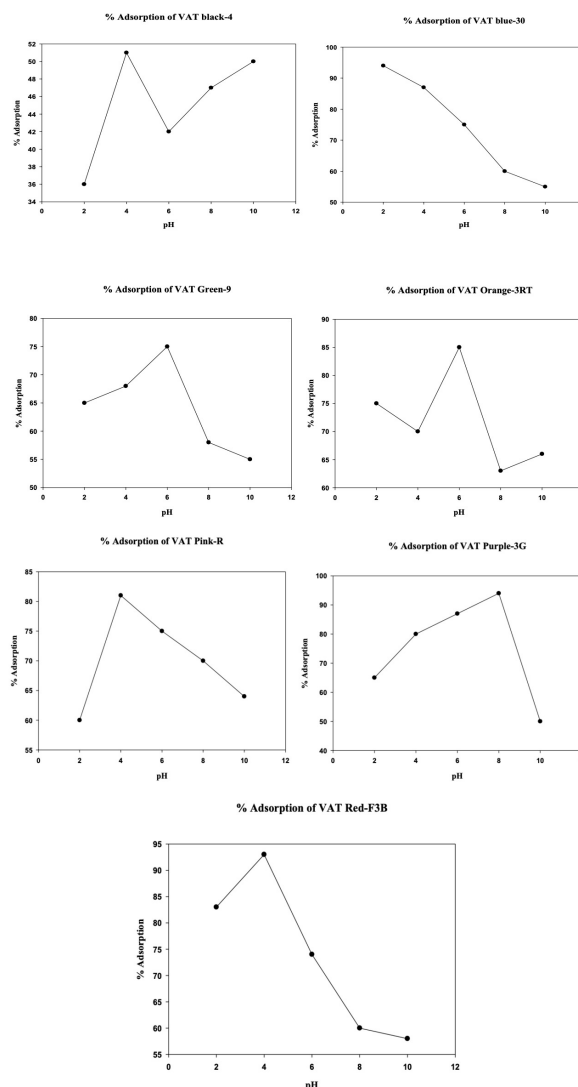 % Adsorption of VAT black-4
52
50
48
46
44
42
40
38
36
34
% Adsorption
0 2 4 6 8 10 12
pH
% Adsorption of VAT blue-30
100
90
80
70
60
50
% Adsorption
0 2 4 6 8 10
pH
% Adsorption of VAT Green-9
80
75
70
65
60
55
50
% Adsorption
0 2 4 6 8 10 12
pH
% Adsorption of VAT Orange-3RT
90
85
80
75
70
65
60
% Adsorption
0 2 4 6 8 10
pH
% Adsorption of VAT Pink-R
85
80
75
70
65
60
55
% Adsorption
0 2 4 6 8 10 12
pH
% Adsorption of VAT Purple-3G
100
90
80
70
60
50
40
% Adsorption
0 2 4 6 8 10
pH
% Adsorption of VAT Red-F3B
95
90
85
80
75
70
65
60
55
% Adsorption
0 2 4 6 8 10 12
pH